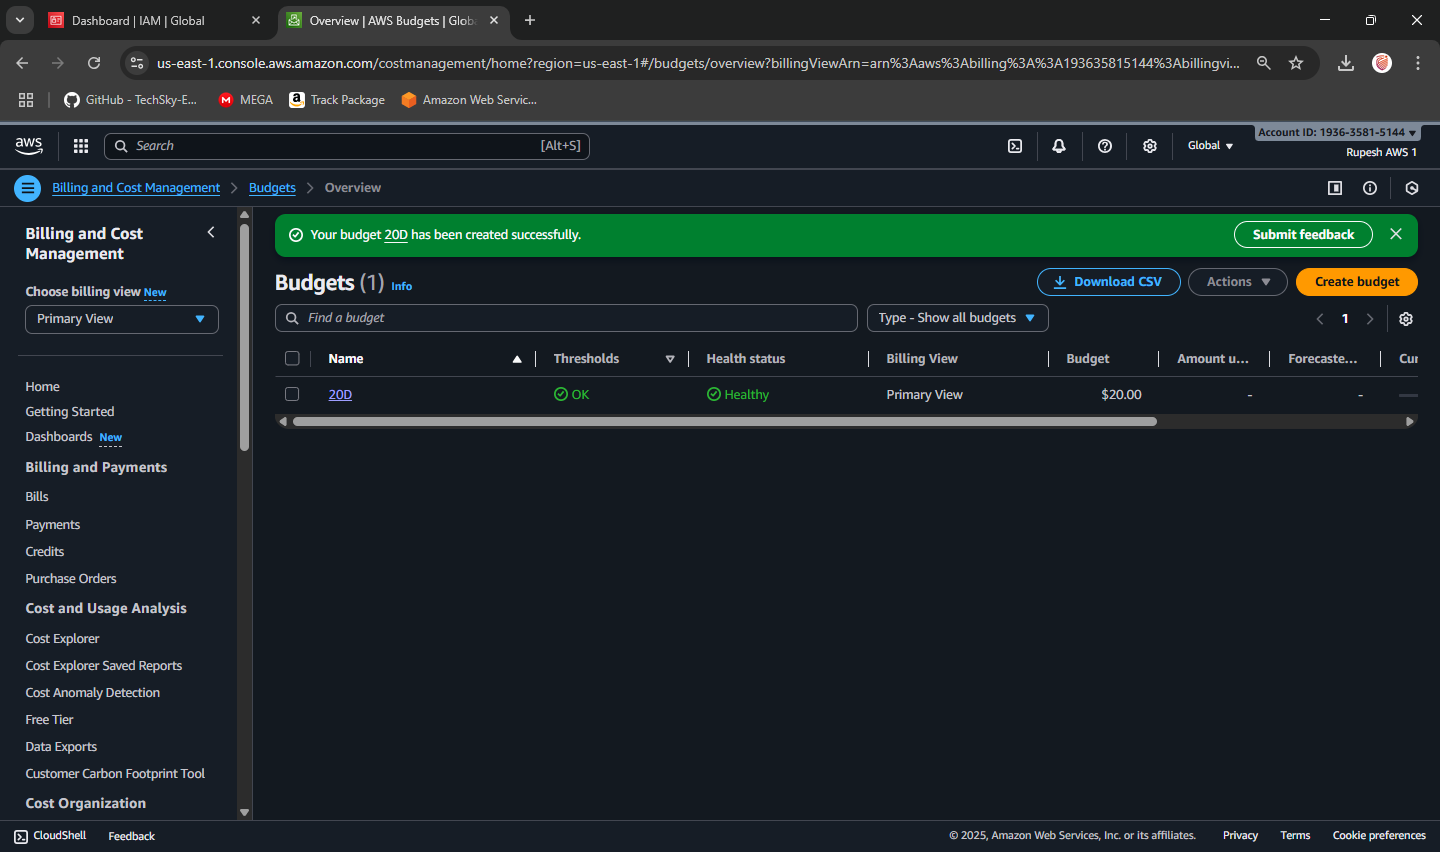 Dashboard | IAM | Global
Overview | AWS Budgets | Glob
us-east-1.console.aws.amazon.com/costmanagement/home?region=us-east-1#/budgets/overview?billingViewArn=arn%3Aaws%3Abilling%3A%3A193635815144%3Abillingvi...
GitHub - TechSky-E...
MEGA
Track Package
Amazon Web Servic...
aws
Search
[Alt+S]
Global
Account ID: 1936-3581-5144
Rupesh AWS 1
Billing and Cost Management
Budgets
Overview
Billing and Cost
Management
Choose billing view New
Primary View
Home
Getting Started
Dashboards New
Billing and Payments
Bills
Payments
Credits
Purchase Orders
Cost and Usage Analysis
Cost Explorer
Cost Explorer Saved Reports
Cost Anomaly Detection
Free Tier
Data Exports
Customer Carbon Footprint Tool
Cost Organization
Your budget 20D has been created successfully.
Submit feedback
Budgets (1) Info
Download CSV
Actions
Create budget
Find a budget
Type - Show all budgets
1
Name
Thresholds
Health status
Billing View
Budget
Amount u...
Forecaste...
Cur
20D
OK
Healthy
Primary View
$20.00
-
-
CloudShell
Feedback
© 2025, Amazon Web Services, Inc. or its affiliates.
Privacy
Terms
Cookie preferences